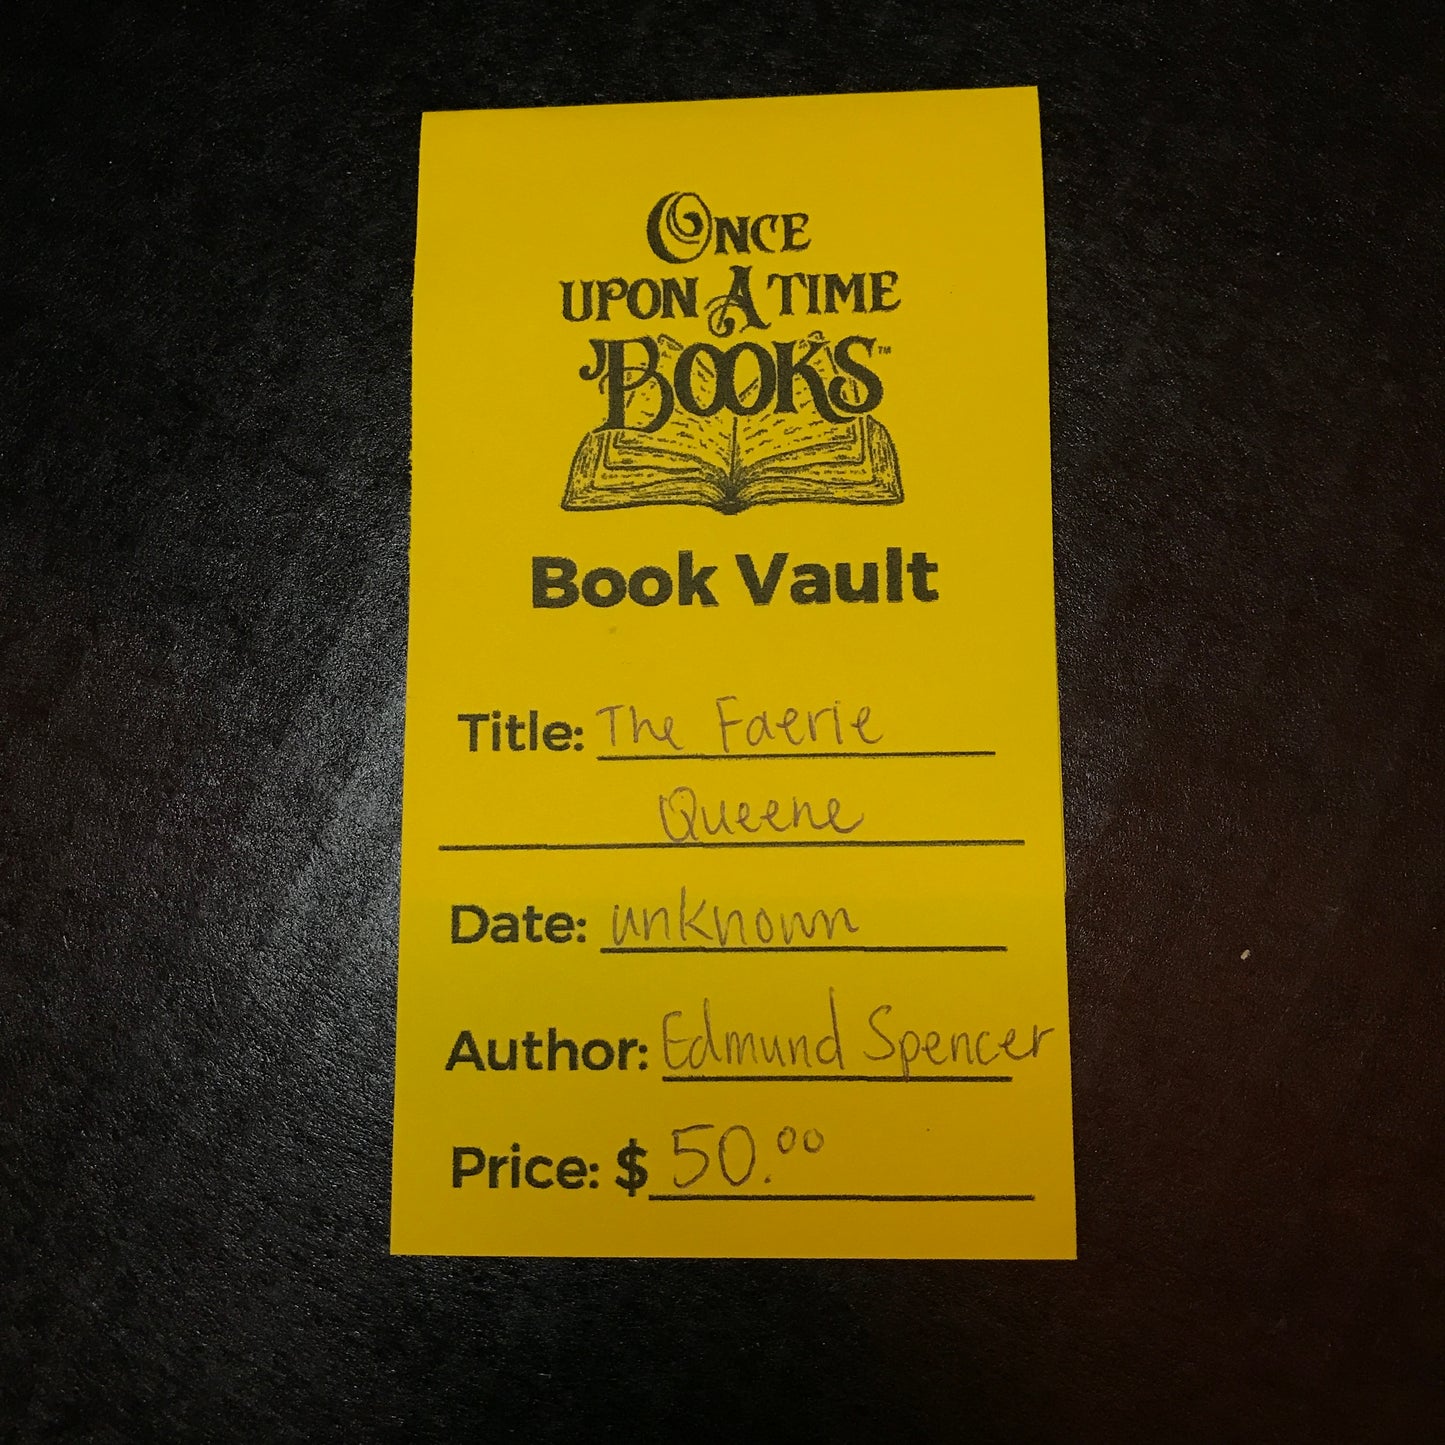 ONCE
UPON A TIME
BOOKS™
Book Vault
Title: The Faerie
Queene
Date: unknown
Author: Edmund Spencer
Price: $ 50.00